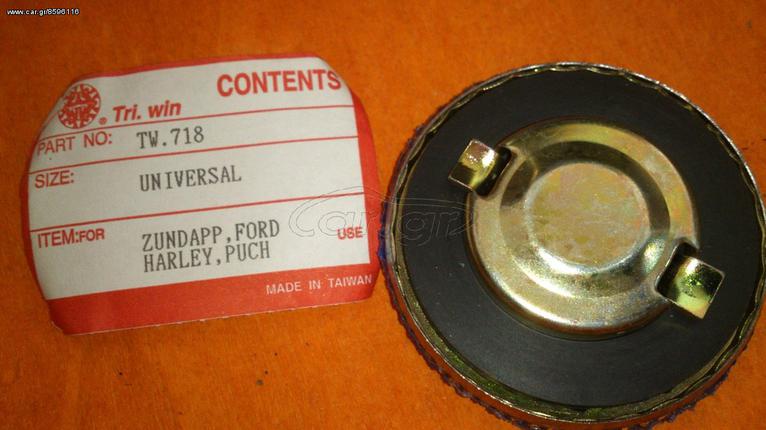 www.car.gr/8596116
CONTENTS
® Tri. win
PART NO: TW.718
SIZE: UNIVERSAL
ITEM:FOR ZUNDAPP,FORD USE
HARLEY,PUCH
MADE IN TAIWAN
car.gr